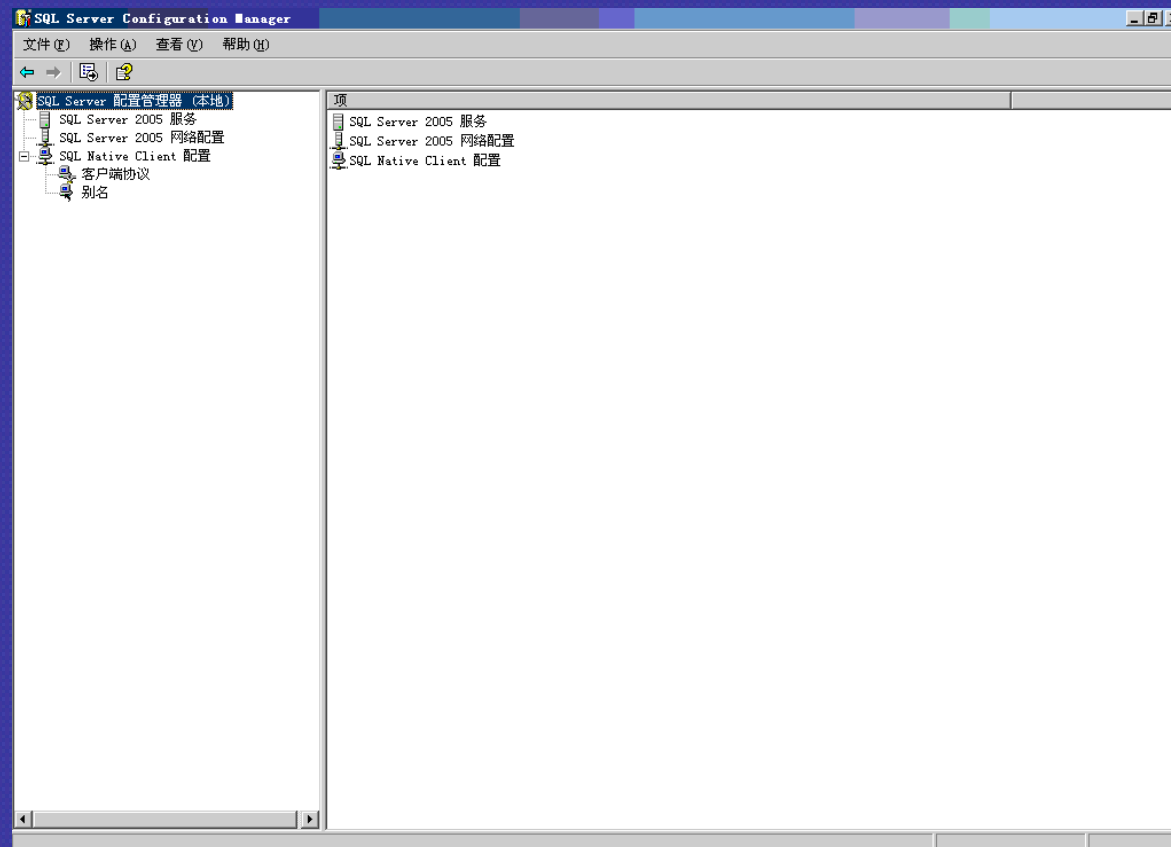 SQL Server Configuration Manager
文件(F) 操作(A) 查看(V) 帮助(H)
SQL Server 配置管理器 (本地)
SQL Server 2005 服务
SQL Server 2005 网络配置
SQL Native Client 配置
客户端协议
别名
项
SQL Server 2005 服务
SQL Server 2005 网络配置
SQL Native Client 配置